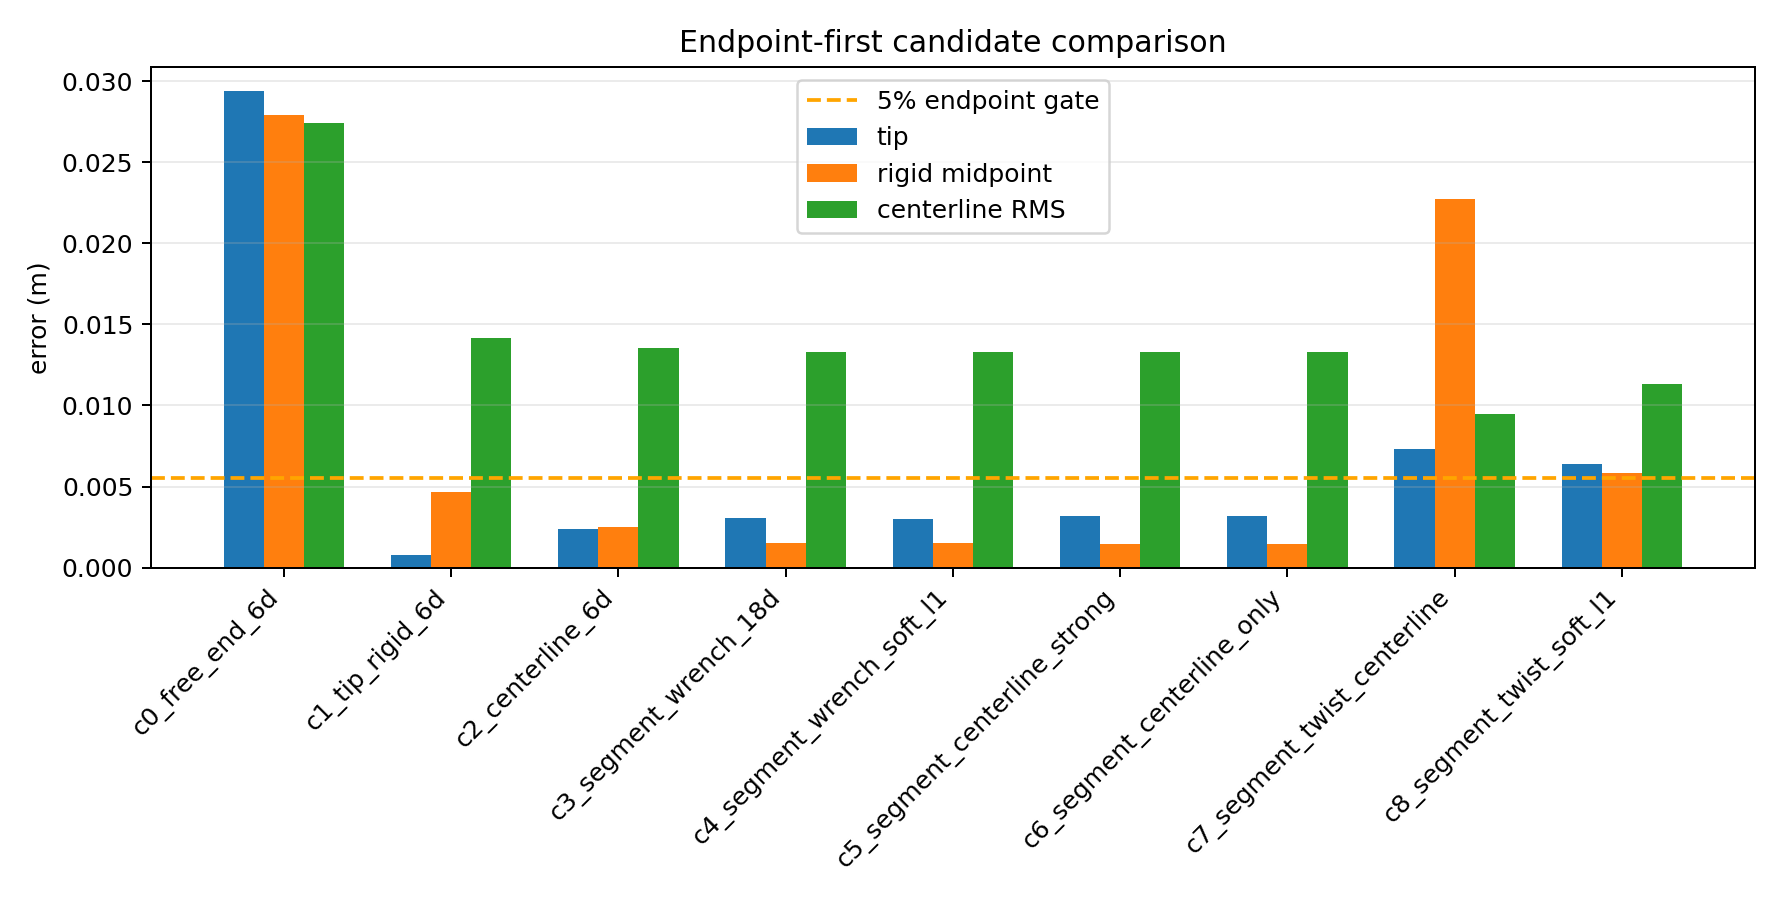 Endpoint-first candidate comparison
error (m)
0.030
0.025
0.020
0.015
0.010
0.005
0.000
5% endpoint gate
tip
rigid midpoint
centerline RMS
c0_free_end_6d
c1_tip_rigid_6d
c2_centerline_6d
c3_segment_wrench_18d
c4_segment_wrench_soft_l1
c5_segment_centerline_strong
c6_segment_centerline_only
c7_segment_twist_centerline
c8_segment_twist_soft_l1